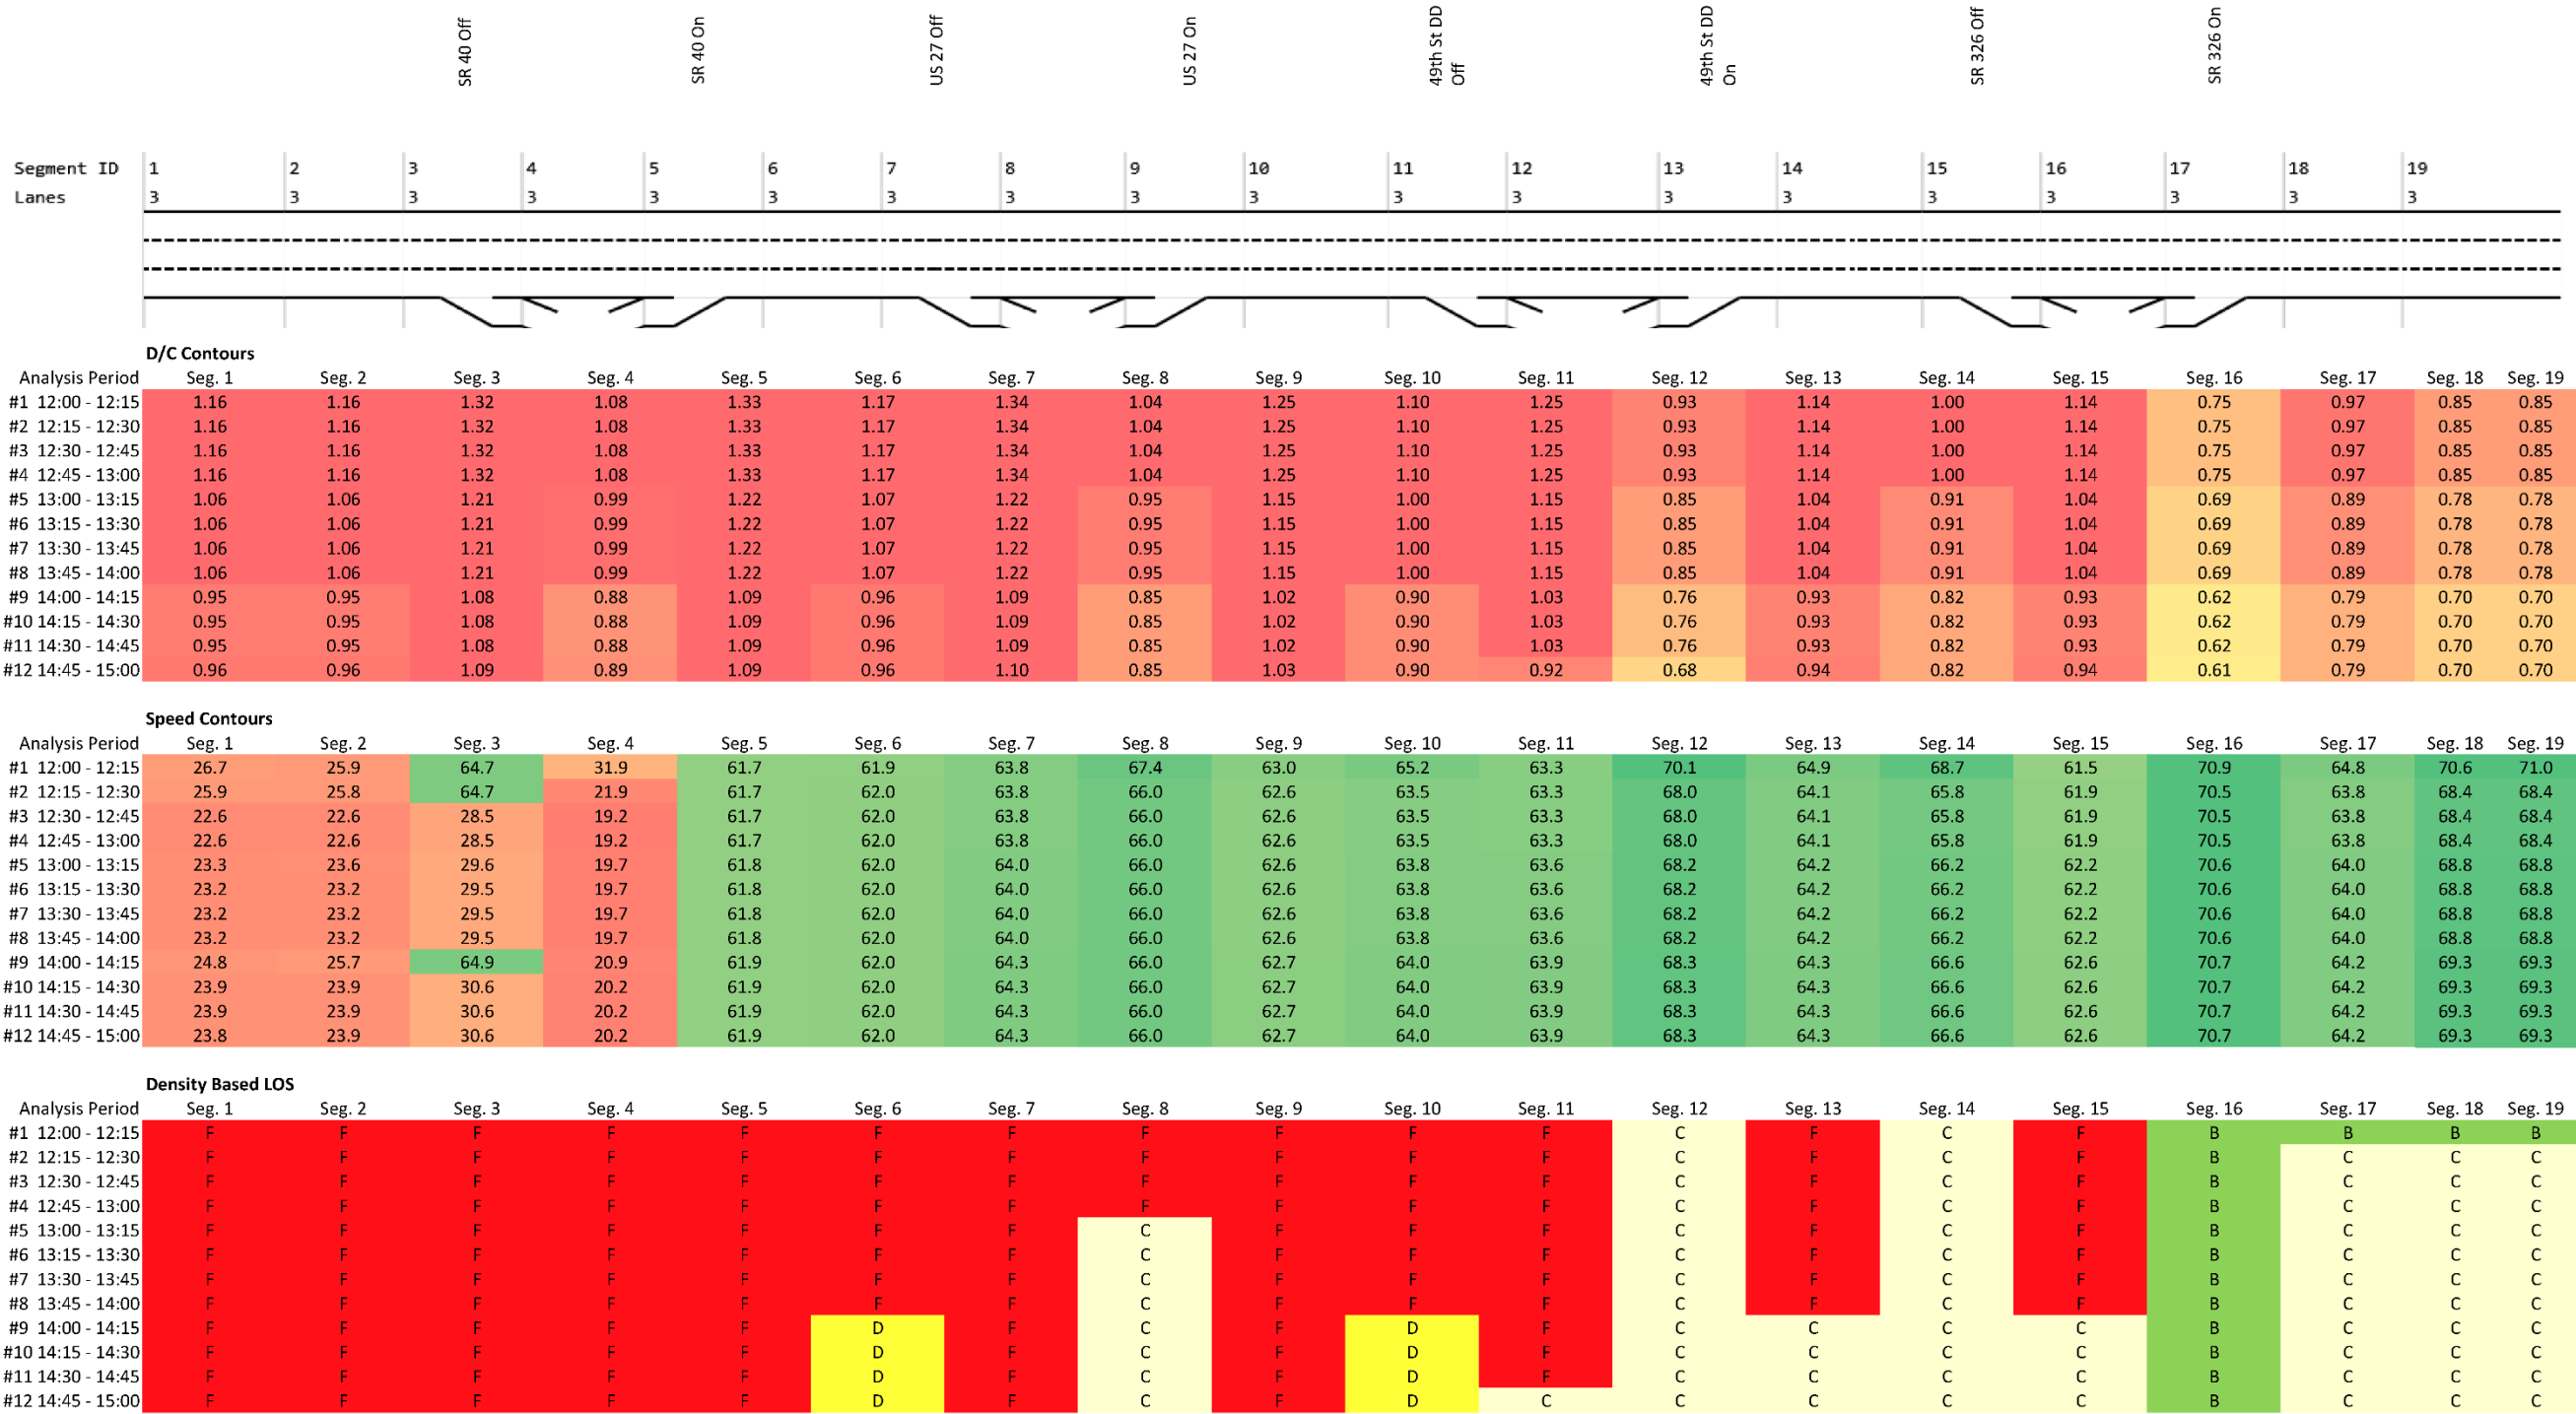 SR 40 Off
SR 40 On
US 27 Off
US 27 On
49th St DD
Off
49th St DD
On
SR 326 Off
SR 326 On
Segment ID 1 2 3 4 5 6 7 8 9 10 11 12 13 14 15 16 17 18 19
Lanes 3 3 3 3 3 3 3 3 3 3 3 3 3 3 3 3 3 3 3
D/C Contours
Analysis Period Seg. 1 Seg. 2 Seg. 3 Seg. 4 Seg. 5 Seg. 6 Seg. 7 Seg. 8 Seg. 9 Seg. 10 Seg. 11 Seg. 12 Seg. 13 Seg. 14 Seg. 15 Seg. 16 Seg. 17 Seg. 18 Seg. 19
#1 12:00 - 12:15 1.16 1.16 1.32 1.08 1.33 1.17 1.34 1.04 1.25 1.10 1.25 0.93 1.14 1.00 1.14 0.75 0.97 0.85 0.85
#2 12:15 - 12:30 1.16 1.16 1.32 1.08 1.33 1.17 1.34 1.04 1.25 1.10 1.25 0.93 1.14 1.00 1.14 0.75 0.97 0.85 0.85
#3 12:30 - 12:45 1.16 1.16 1.32 1.08 1.33 1.17 1.34 1.04 1.25 1.10 1.25 0.93 1.14 1.00 1.14 0.75 0.97 0.85 0.85
#4 12:45 - 13:00 1.16 1.16 1.32 1.08 1.33 1.17 1.34 1.04 1.25 1.10 1.25 0.93 1.14 1.00 1.14 0.75 0.97 0.85 0.85
#5 13:00 - 13:15 1.06 1.06 1.21 0.99 1.22 1.07 1.22 0.95 1.15 1.00 1.15 0.85 1.04 0.91 1.04 0.69 0.89 0.78 0.78
#6 13:15 - 13:30 1.06 1.06 1.21 0.99 1.22 1.07 1.22 0.95 1.15 1.00 1.15 0.85 1.04 0.91 1.04 0.69 0.89 0.78 0.78
#7 13:30 - 13:45 1.06 1.06 1.21 0.99 1.22 1.07 1.22 0.95 1.15 1.00 1.15 0.85 1.04 0.91 1.04 0.69 0.89 0.78 0.78
#8 13:45 - 14:00 1.06 1.06 1.21 0.99 1.22 1.07 1.22 0.95 1.15 1.00 1.15 0.85 1.04 0.91 1.04 0.69 0.89 0.78 0.78
#9 14:00 - 14:15 0.95 0.95 1.08 0.88 1.09 0.96 1.09 0.85 1.02 0.90 1.03 0.76 0.93 0.82 0.93 0.62 0.79 0.70 0.70
#10 14:15 - 14:30 0.95 0.95 1.08 0.88 1.09 0.96 1.09 0.85 1.02 0.90 1.03 0.76 0.93 0.82 0.93 0.62 0.79 0.70 0.70
#11 14:30 - 14:45 0.95 0.95 1.08 0.88 1.09 0.96 1.09 0.85 1.02 0.90 1.03 0.76 0.93 0.82 0.93 0.62 0.79 0.70 0.70
#12 14:45 - 15:00 0.96 0.96 1.09 0.89 1.09 0.96 1.10 0.85 1.03 0.90 0.92 0.68 0.94 0.82 0.94 0.61 0.79 0.70 0.70
Speed Contours
Analysis Period Seg. 1 Seg. 2 Seg. 3 Seg. 4 Seg. 5 Seg. 6 Seg. 7 Seg. 8 Seg. 9 Seg. 10 Seg. 11 Seg. 12 Seg. 13 Seg. 14 Seg. 15 Seg. 16 Seg. 17 Seg. 18 Seg. 19
#1 12:00 - 12:15 26.7 25.9 64.7 31.9 61.7 61.9 63.8 67.4 63.0 65.2 63.3 70.1 64.9 68.7 61.5 70.9 64.8 70.6 71.0
#2 12:15 - 12:30 25.9 25.8 64.7 21.9 61.7 62.0 63.8 66.0 62.6 63.5 63.3 68.0 64.1 65.8 61.9 70.5 63.8 68.4 68.4
#3 12:30 - 12:45 22.6 22.6 28.5 19.2 61.7 62.0 63.8 66.0 62.6 63.5 63.3 68.0 64.1 65.8 61.9 70.5 63.8 68.4 68.4
#4 12:45 - 13:00 22.6 22.6 28.5 19.2 61.7 62.0 63.8 66.0 62.6 63.5 63.3 68.0 64.1 65.8 61.9 70.5 63.8 68.4 68.4
#5 13:00 - 13:15 23.3 23.6 29.6 19.7 61.8 62.0 64.0 66.0 62.6 63.8 63.6 68.2 64.2 66.2 62.2 70.6 64.0 68.8 68.8
#6 13:15 - 13:30 23.2 23.2 29.5 19.7 61.8 62.0 64.0 66.0 62.6 63.8 63.6 68.2 64.2 66.2 62.2 70.6 64.0 68.8 68.8
#7 13:30 - 13:45 23.2 23.2 29.5 19.7 61.8 62.0 64.0 66.0 62.6 63.8 63.6 68.2 64.2 66.2 62.2 70.6 64.0 68.8 68.8
#8 13:45 - 14:00 23.2 23.2 29.5 19.7 61.8 62.0 64.0 66.0 62.6 63.8 63.6 68.2 64.2 66.2 62.2 70.6 64.0 68.8 68.8
#9 14:00 - 14:15 24.8 25.7 64.9 20.9 61.9 62.0 64.3 66.0 62.7 64.0 63.9 68.3 64.3 66.6 62.6 70.7 64.2 69.3 69.3
#10 14:15 - 14:30 23.9 23.9 30.6 20.2 61.9 62.0 64.3 66.0 62.7 64.0 63.9 68.3 64.3 66.6 62.6 70.7 64.2 69.3 69.3
#11 14:30 - 14:45 23.9 23.9 30.6 20.2 61.9 62.0 64.3 66.0 62.7 64.0 63.9 68.3 64.3 66.6 62.6 70.7 64.2 69.3 69.3
#12 14:45 - 15:00 23.8 23.9 30.6 20.2 61.9 62.0 64.3 66.0 62.7 64.0 63.9 68.3 64.3 66.6 62.6 70.7 64.2 69.3 69.3
Density Based LOS
Analysis Period Seg. 1 Seg. 2 Seg. 3 Seg. 4 Seg. 5 Seg. 6 Seg. 7 Seg. 8 Seg. 9 Seg. 10 Seg. 11 Seg. 12 Seg. 13 Seg. 14 Seg. 15 Seg. 16 Seg. 17 Seg. 18 Seg. 19
#1 12:00 - 12:15 F F F F F F F F F F F C F C F B B B B
#2 12:15 - 12:30 F F F F F F F F F F F C F C F B C C C
#3 12:30 - 12:45 F F F F F F F F F F F C F C F B C C C
#4 12:45 - 13:00 F F F F F F F F F F F C F C F B C C C
#5 13:00 - 13:15 F F F F F F F C F F F C F C F B C C C
#6 13:15 - 13:30 F F F F F F F C F F F C F C F B C C C
#7 13:30 - 13:45 F F F F F F F C F F F C F C F B C C C
#8 13:45 - 14:00 F F F F F F F C F F F C F C F B C C C
#9 14:00 - 14:15 F F F F F D F C F D F C C C C B C C C
#10 14:15 - 14:30 F F F F F D F C F D F C C C C B C C C
#11 14:30 - 14:45 F F F F F D F C F D F C C C C B C C C
#12 14:45 - 15:00 F F F F F D F C F D C C C C C B C C C